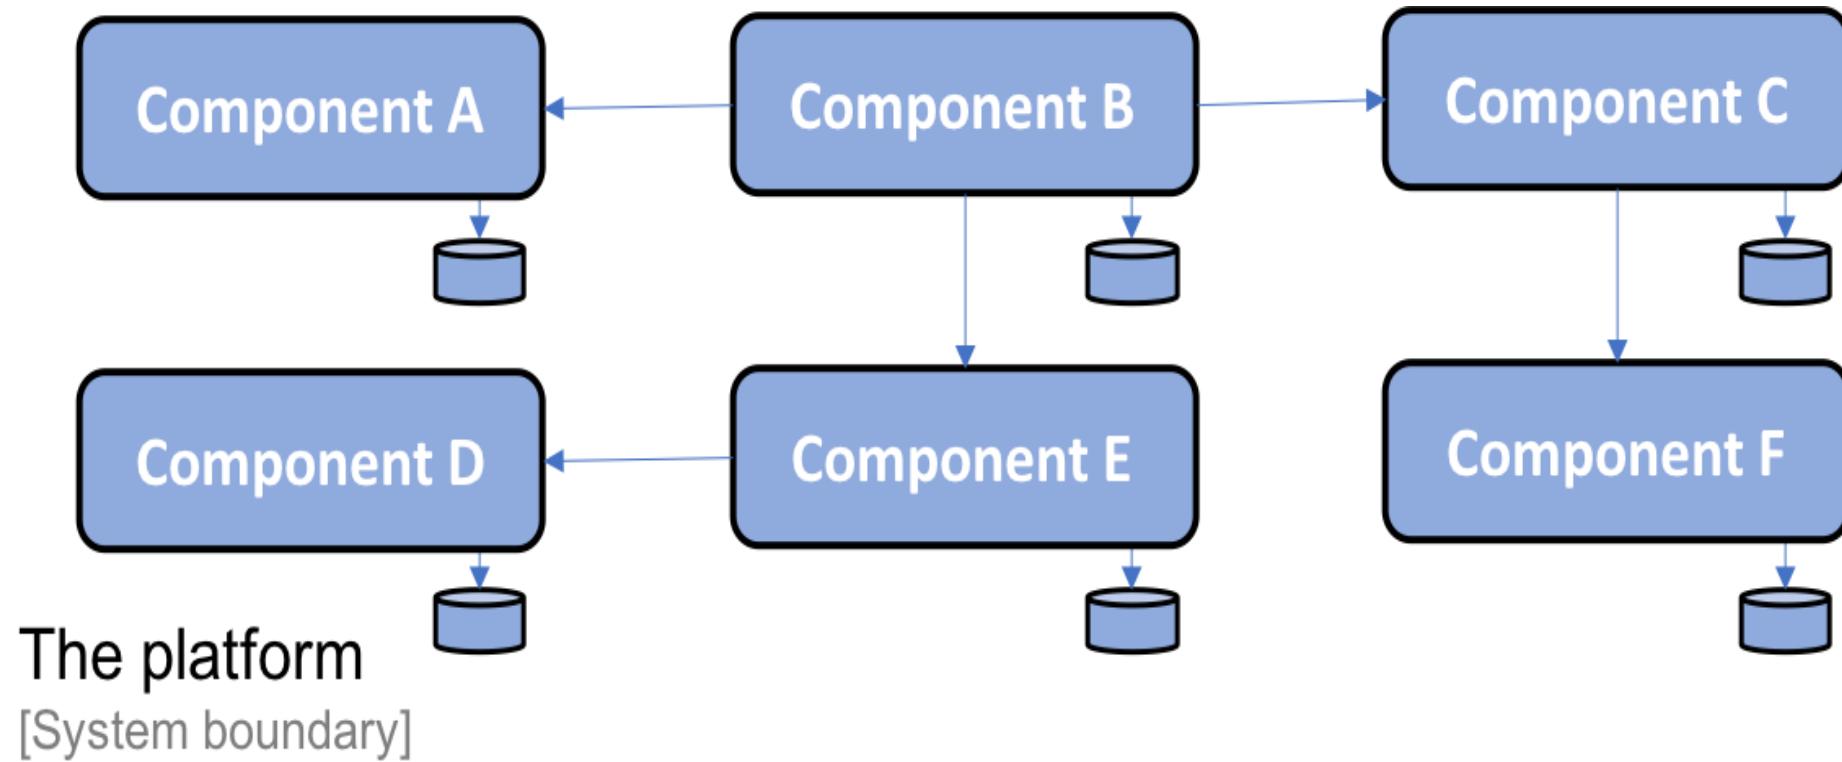 Component A
Component B
Component C
Component D
Component E
Component F
The platform
[System boundary]